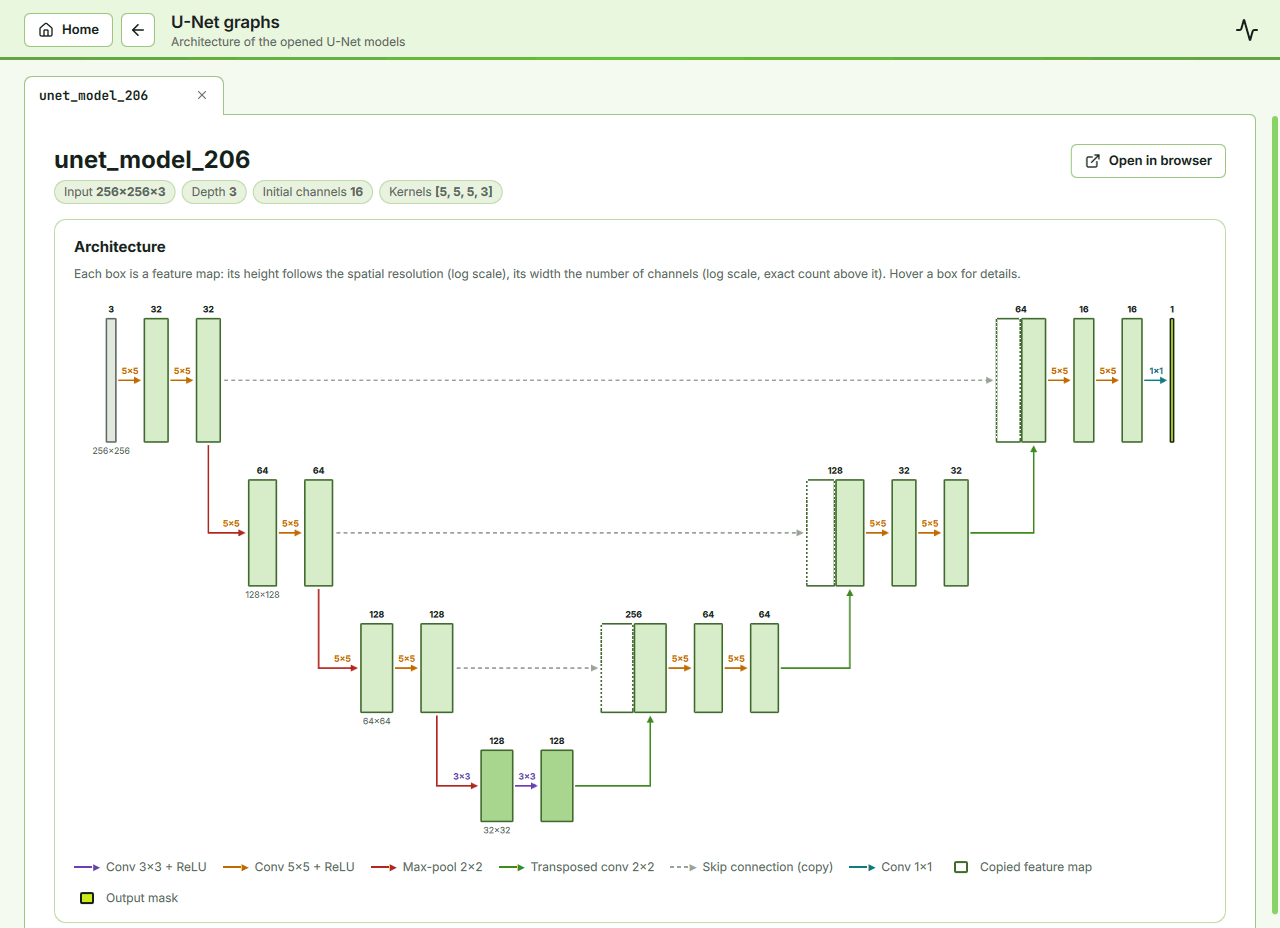 Home
U-Net graphs
Architecture of the opened U-Net models
unet_model_206
unet_model_206
Open in browser
Input 256×256×3
Depth 3
Initial channels 16
Kernels [5, 5, 5, 3]
Architecture
Each box is a feature map: its height follows the spatial resolution (log scale), its width the number of channels (log scale, exact count above it). Hover a box for details.
3 32 32 64 16 16 1
5×5 5×5 5×5 5×5 1×1
256×256
64 64 128 32 32
5×5 5×5 5×5 5×5
128×128
128 128 256 64 64
5×5 5×5 5×5 5×5
64×64
128 128
3×3 3×3
32×32
Conv 3×3 + ReLU Conv 5×5 + ReLU Max-pool 2×2 Transposed conv 2×2 Skip connection (copy) Conv 1×1 Copied feature map
Output mask